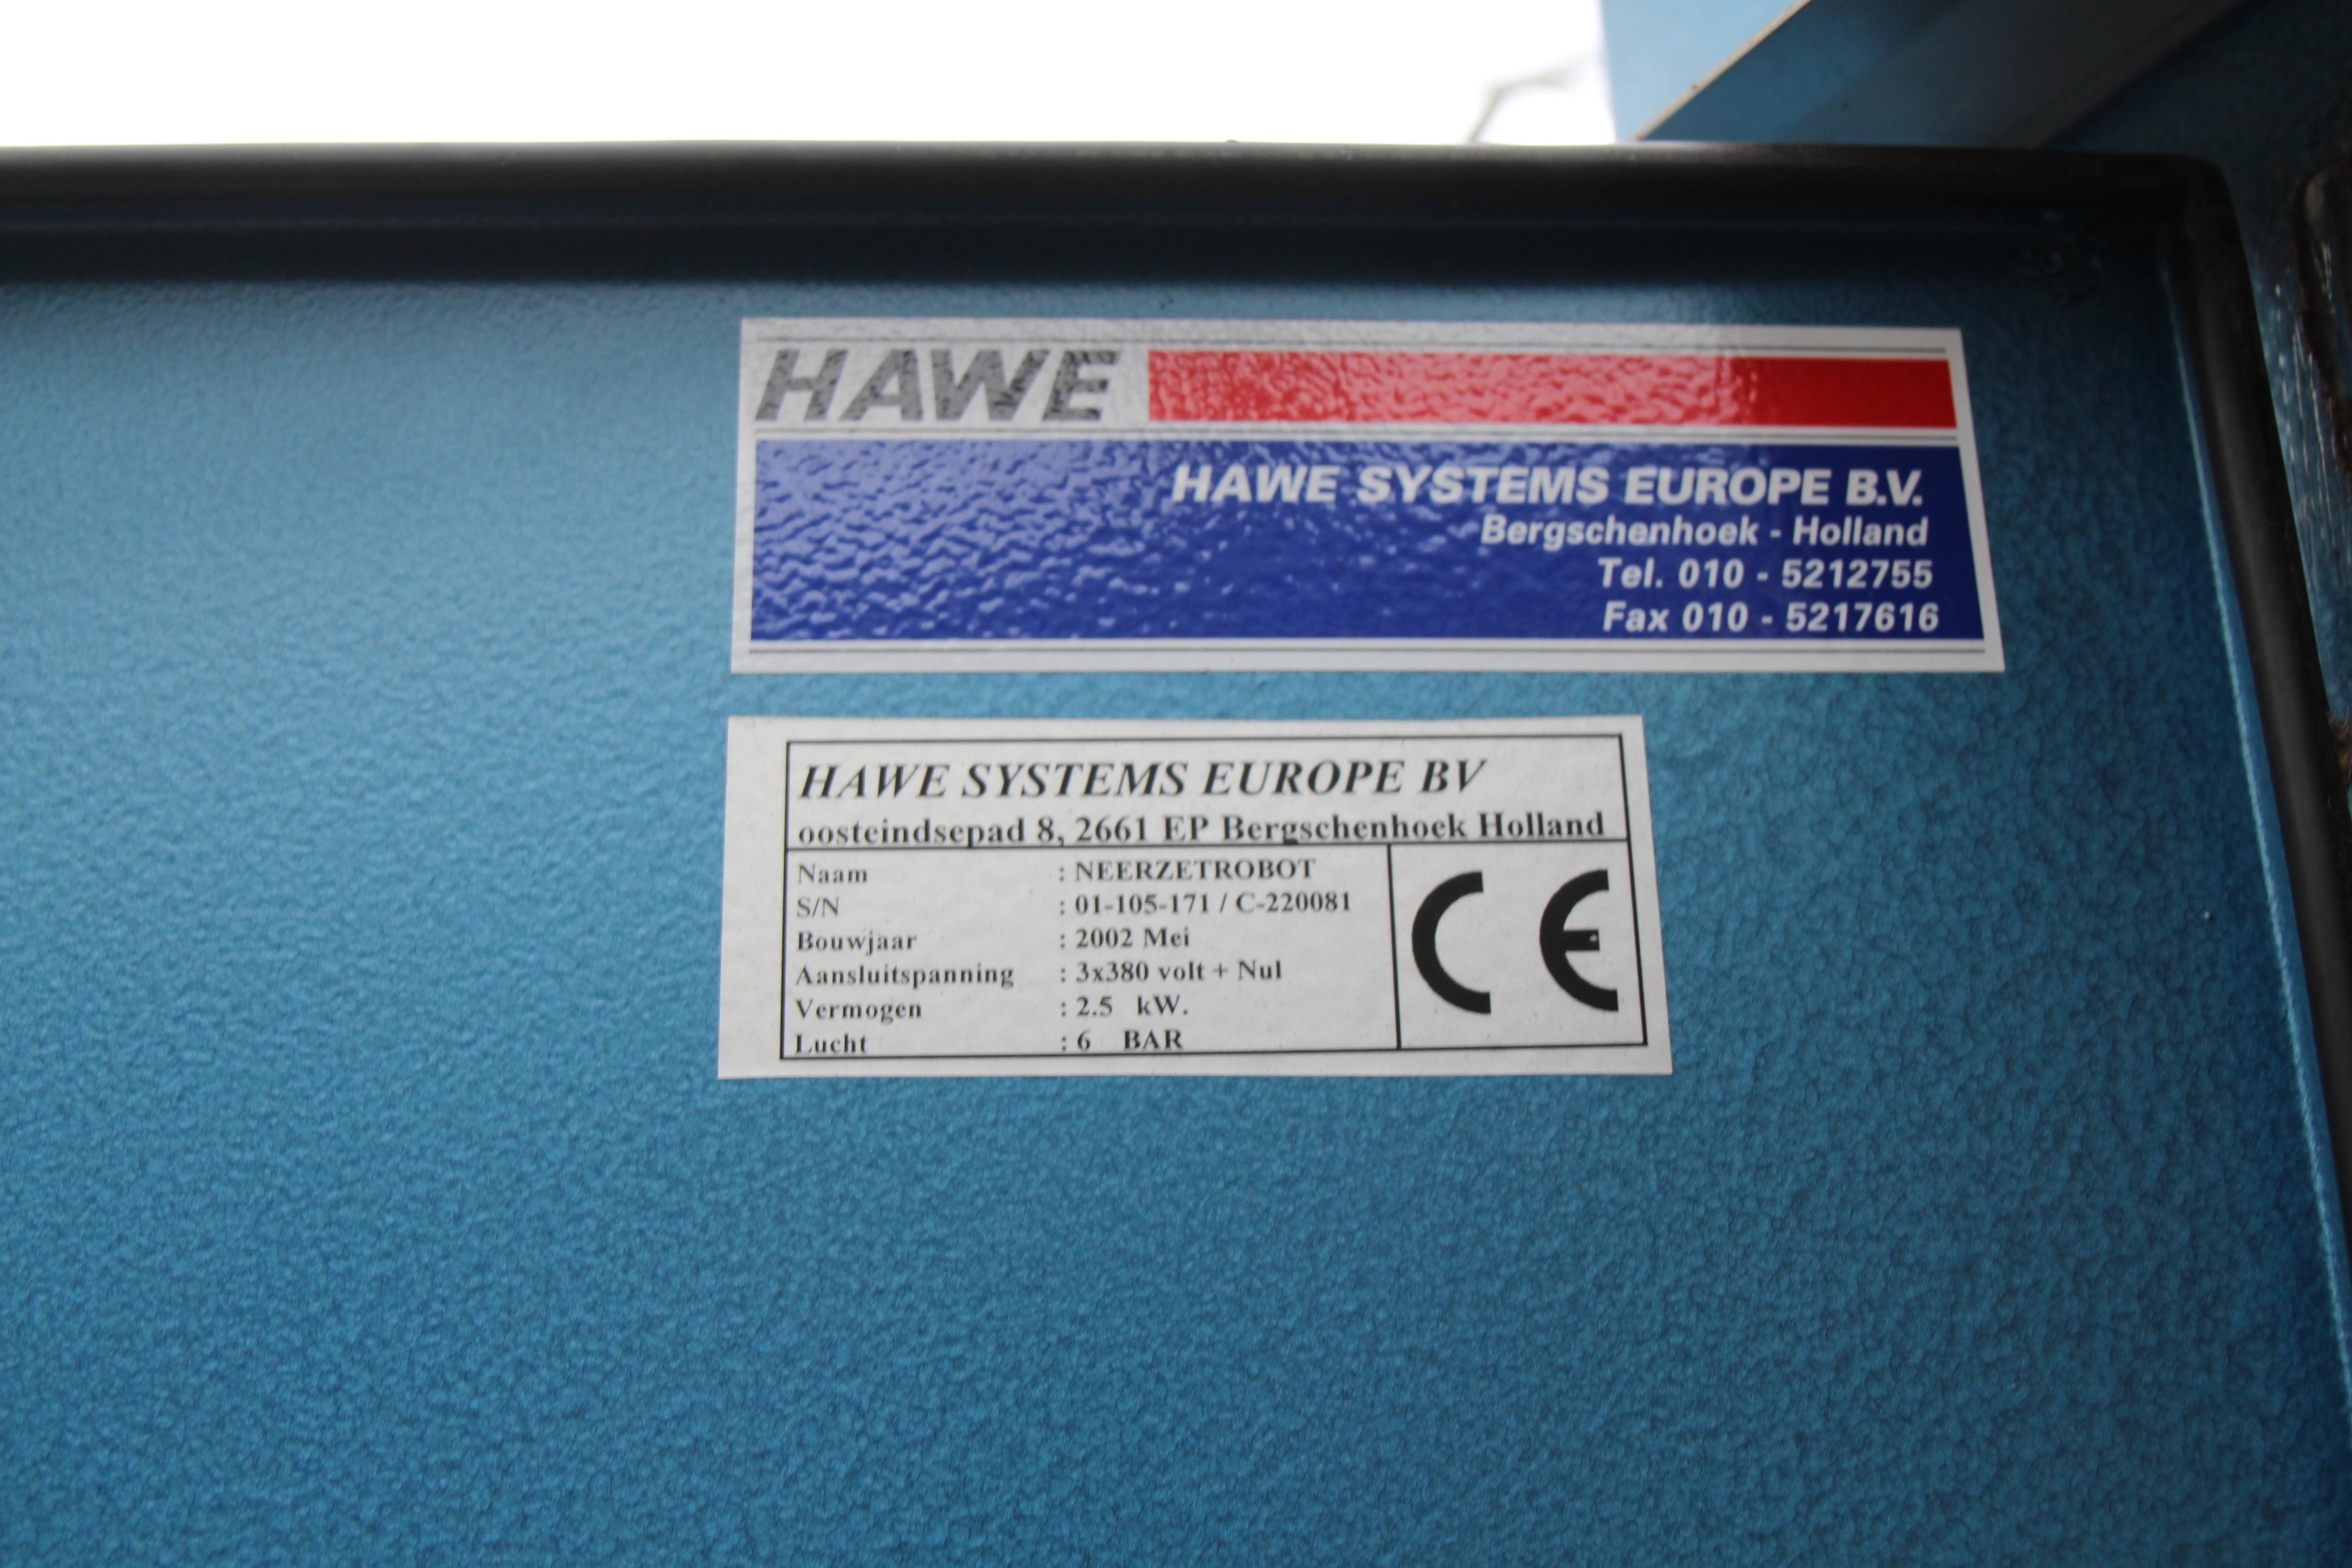 HAWE
HAWE SYSTEMS EUROPE B.V.
Bergschenhoek - Holland
Tel. 010 - 5212755
Fax 010 - 5217616
HAWE SYSTEMS EUROPE BV
oosteindsepad 8, 2661 EP Bergschenhoek Holland
Naam : NEERZETROBOT
S/N : 01-105-171 / C-220081
Bouwjaar : 2002 Mei
Aansluitspanning : 3x380 volt + Nul
Vermogen : 2.5 kW.
Lucht : 6 BAR
CE